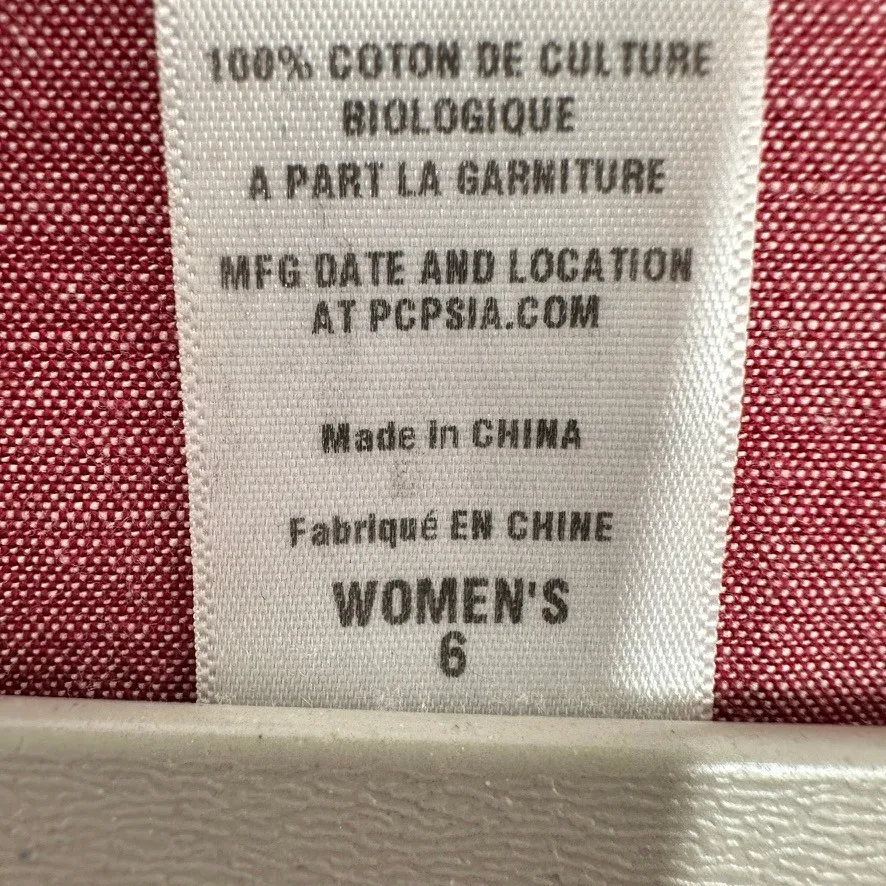 100% COTON DE CULTURE
BIOLOGIQUE
A PART LA GARNITURE
MFG DATE AND LOCATION
AT PCPSIA.COM
Made in CHINA
Fabriqué EN CHINE
WOMEN'S
6